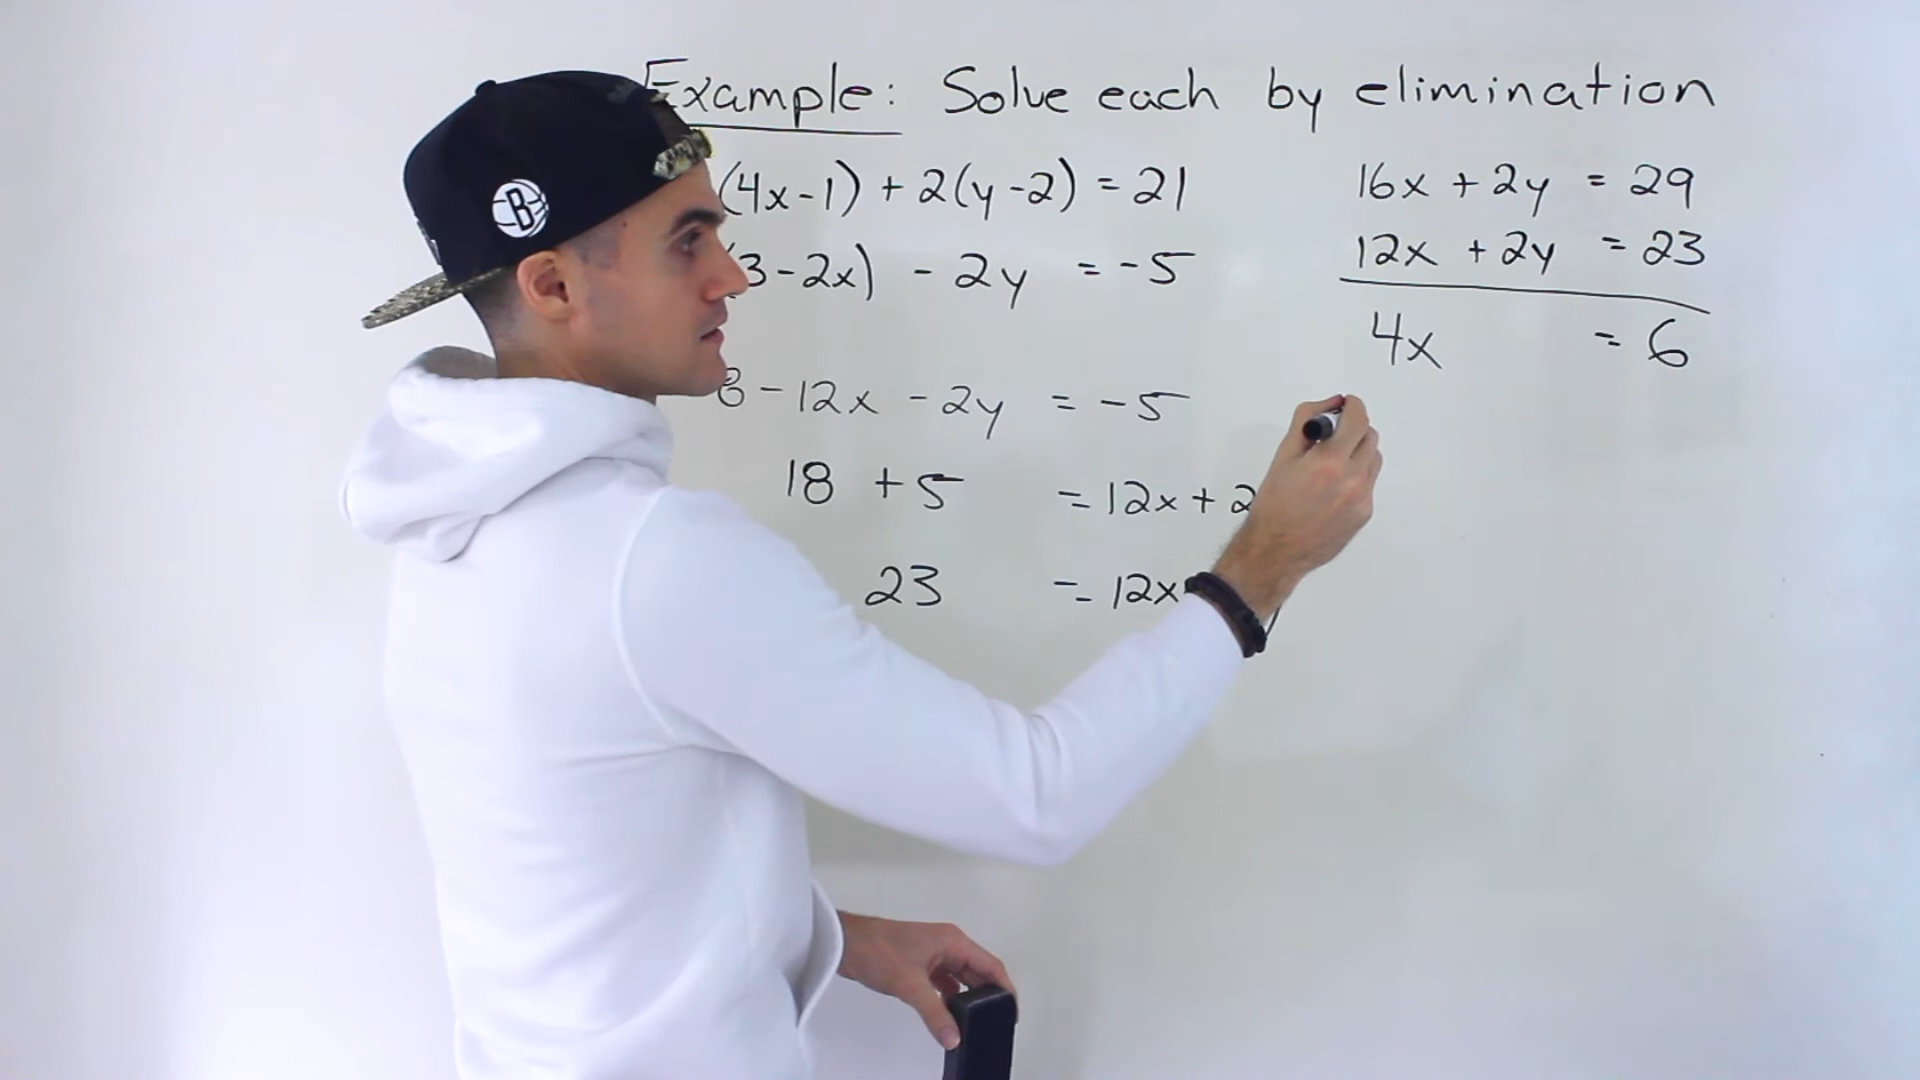 Example: Solve each by elimination
(4x-1) + 2(y-2) = 21
(3-2x) - 2y = -5
8 - 12x - 2y = -5
18 + 5 = 12x + 2
23 = 12x
16x + 2y = 29
12x + 2y = 23
4x = 6
B